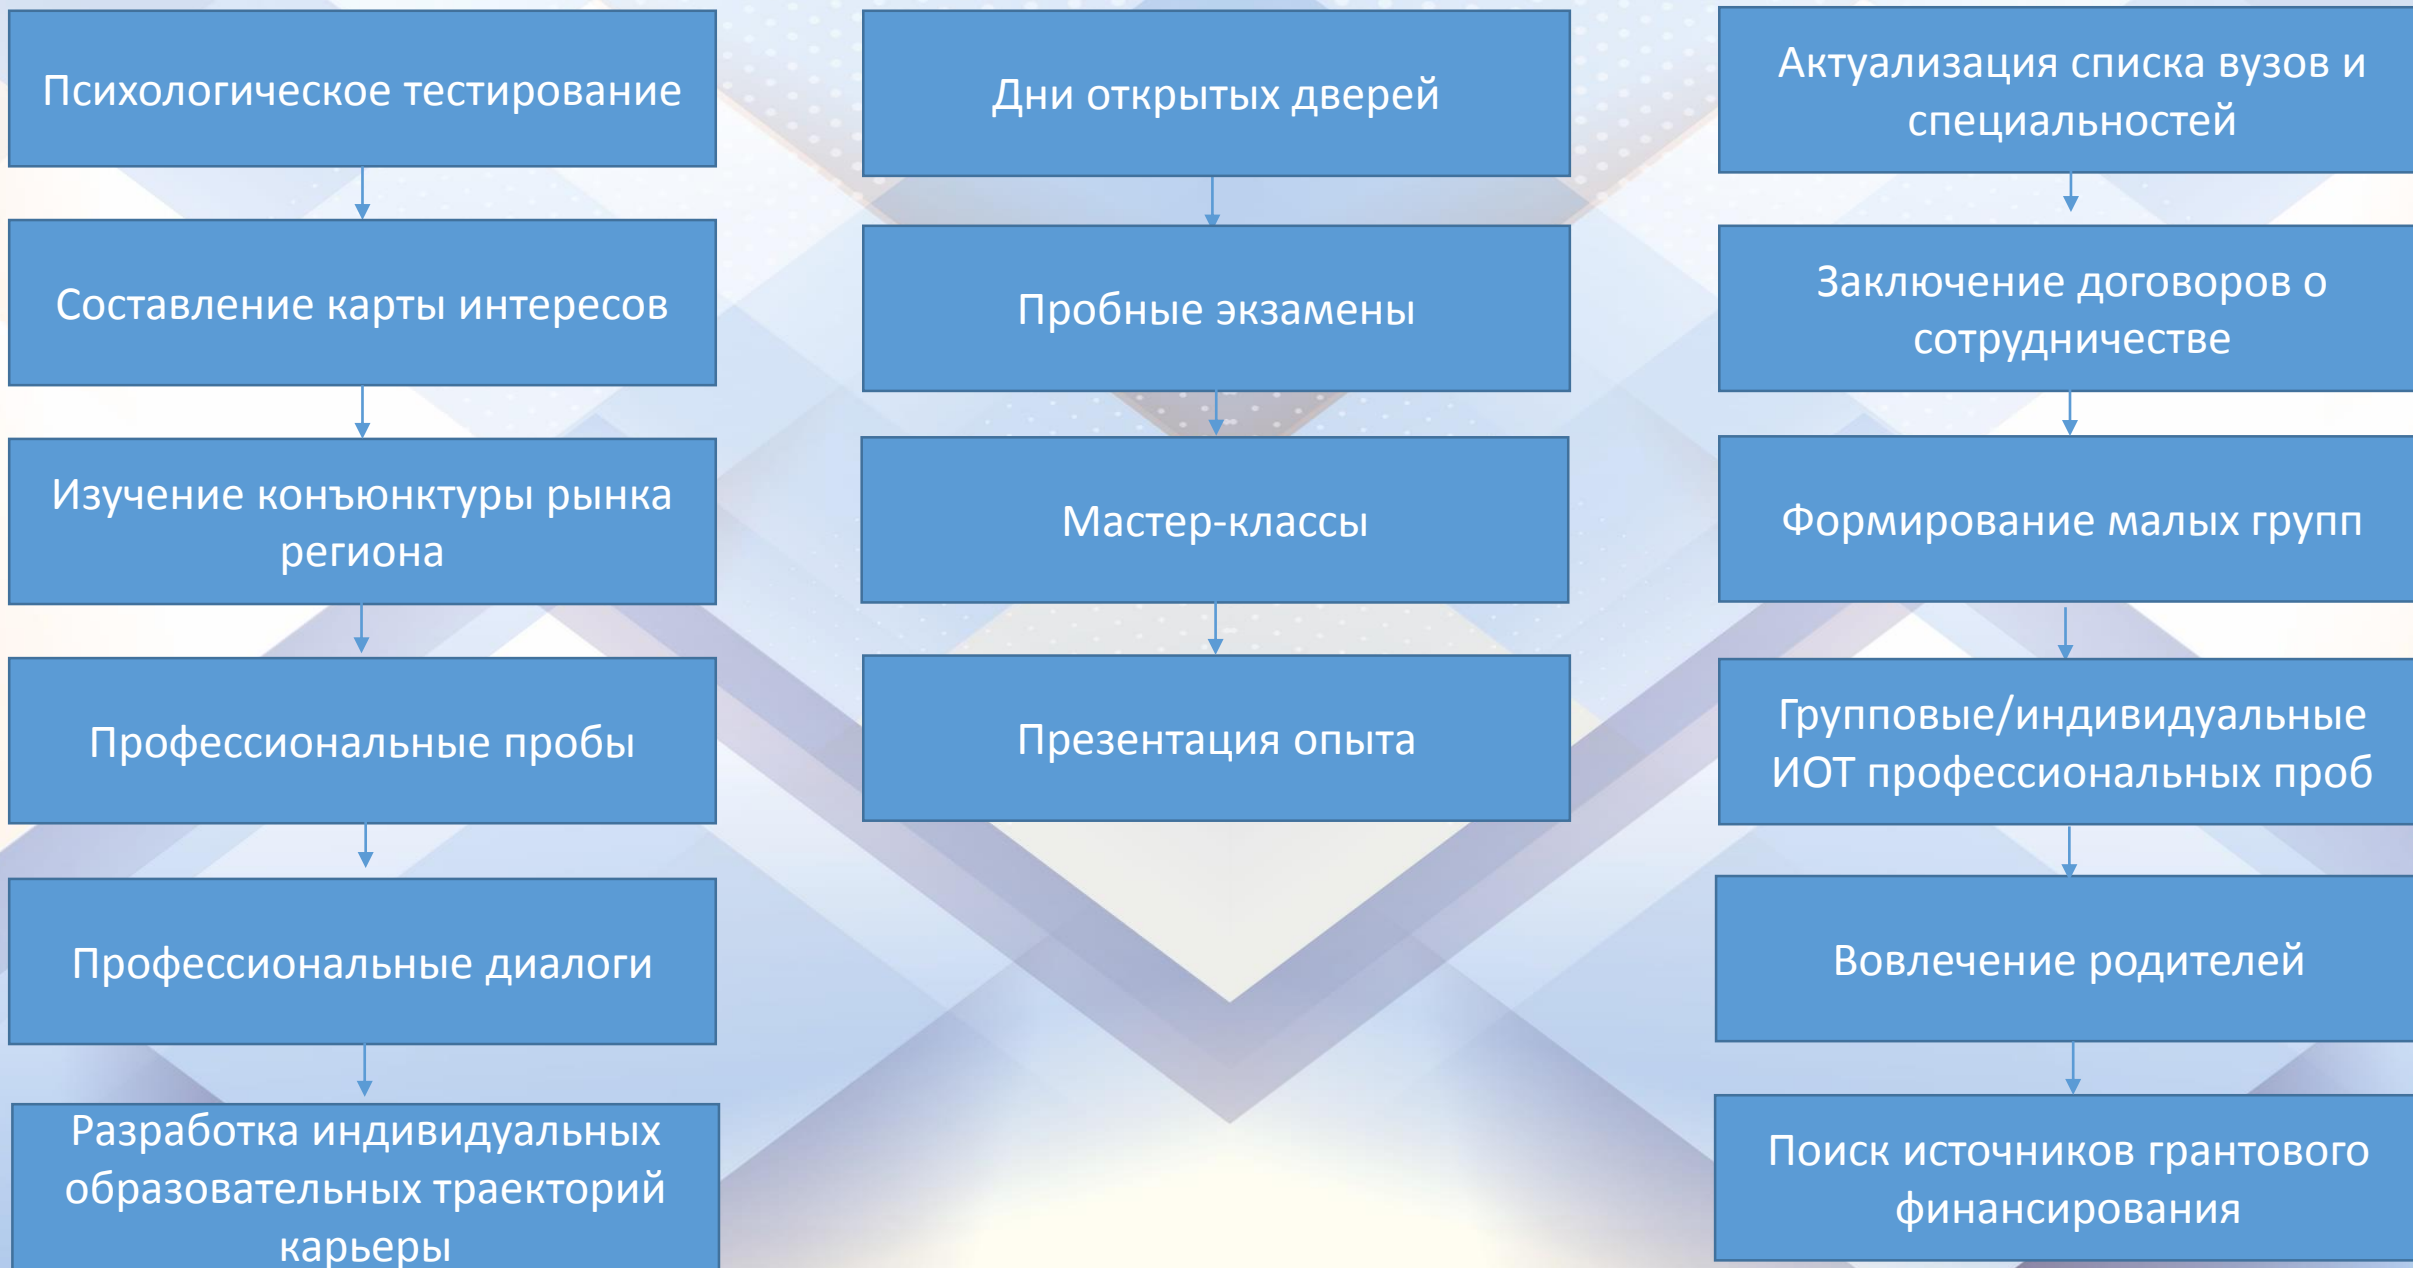 Психологическое тестирование
Составление карты интересов
Изучение конъюнктуры рынка
региона
Профессиональные пробы
Профессиональные диалоги
Разработка индивидуальных
образовательных траекторий
карьеры
Дни открытых дверей
Пробные экзамены
Мастер-классы
Презентация опыта
Актуализация списка вузов и
специальностей
Заключение договоров о
сотрудничестве
Формирование малых групп
Групповые/индивидуальные
ИОТ профессиональных проб
Вовлечение родителей
Поиск источников грантового
финансирования